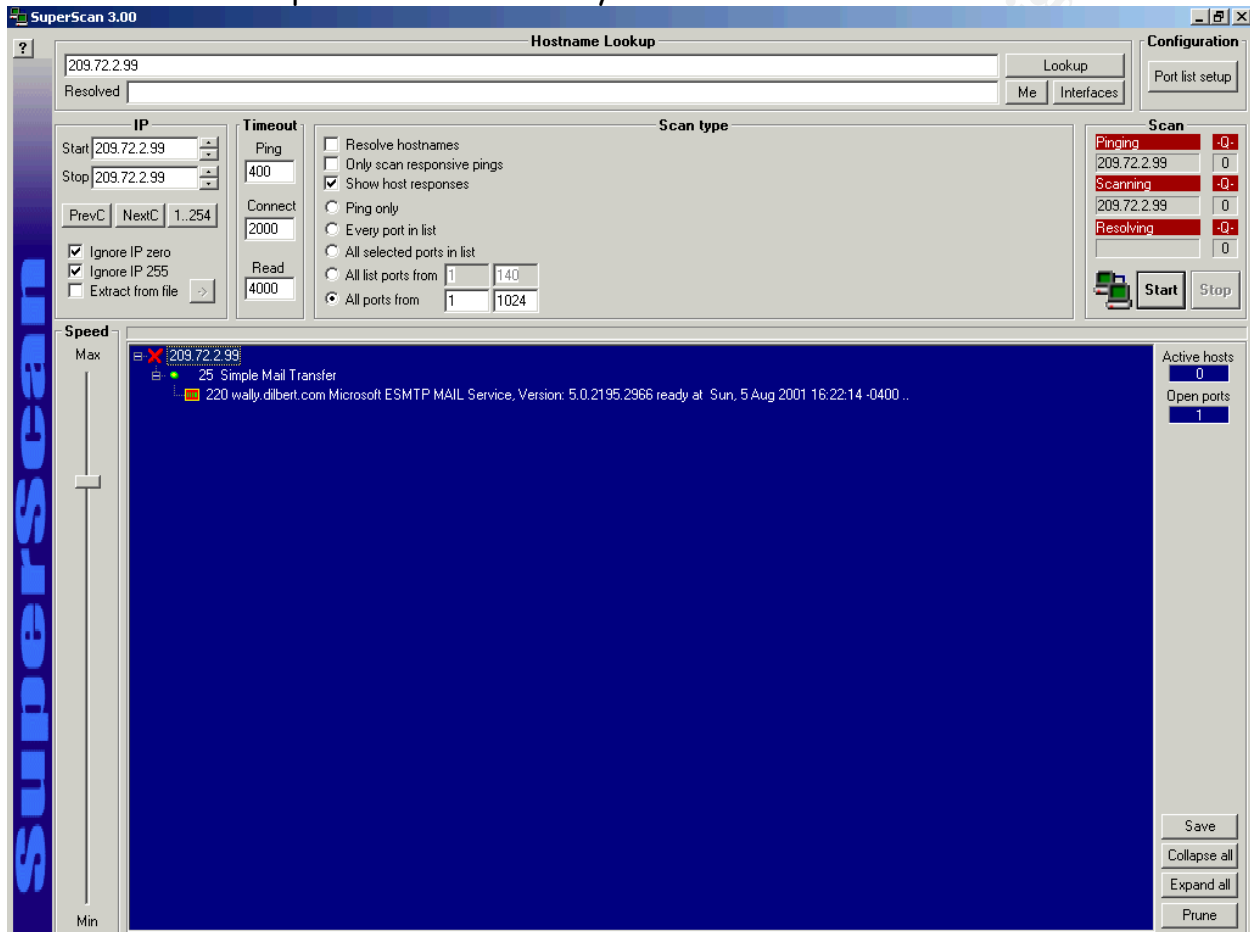 SuperScan 3.00
?
Hostname Lookup
209.72.2.99
Lookup
Resolved
Me
Interfaces
Configuration
Port list setup
IP
Start 209.72.2.99
Stop 209.72.2.99
PrevC
NextC
1..254
Ignore IP zero
Ignore IP 255
Extract from file ->
Timeout
Ping
400
Connect
2000
Read
4000
Scan type
Resolve hostnames
Only scan responsive pings
Show host responses
Ping only
Every port in list
All selected ports in list
All list ports from 1 140
All ports from 1 1024
Scan
Pinging -Q-
209.72.2.99 0
Scanning -Q-
209.72.2.99 0
Resolving -Q-
0
Start
Stop
Speed
Max
Min
SuperScan
209.72.2.99
25 Simple Mail Transfer
220 wally.dilbert.com Microsoft ESMTP MAIL Service, Version: 5.0.2195.2966 ready at Sun, 5 Aug 2001 16:22:14 -0400 ..
Active hosts
0
Open ports
1
Save
Collapse all
Expand all
Prune